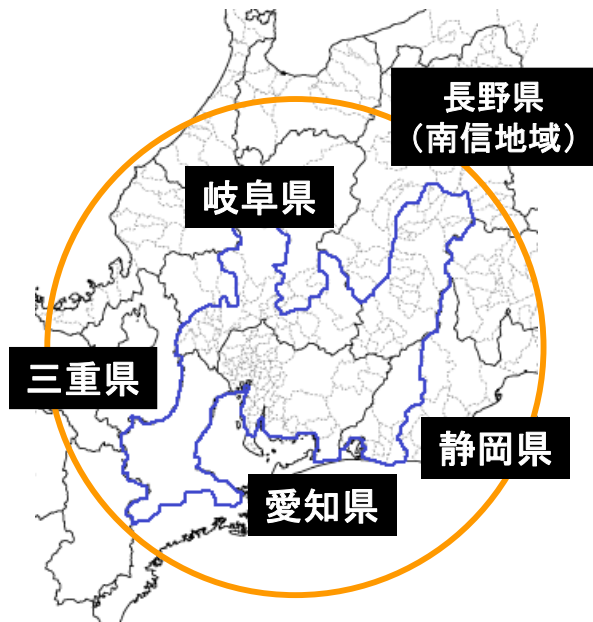 長野県
（南信地域）
岐阜県
三重県
静岡県
愛知県